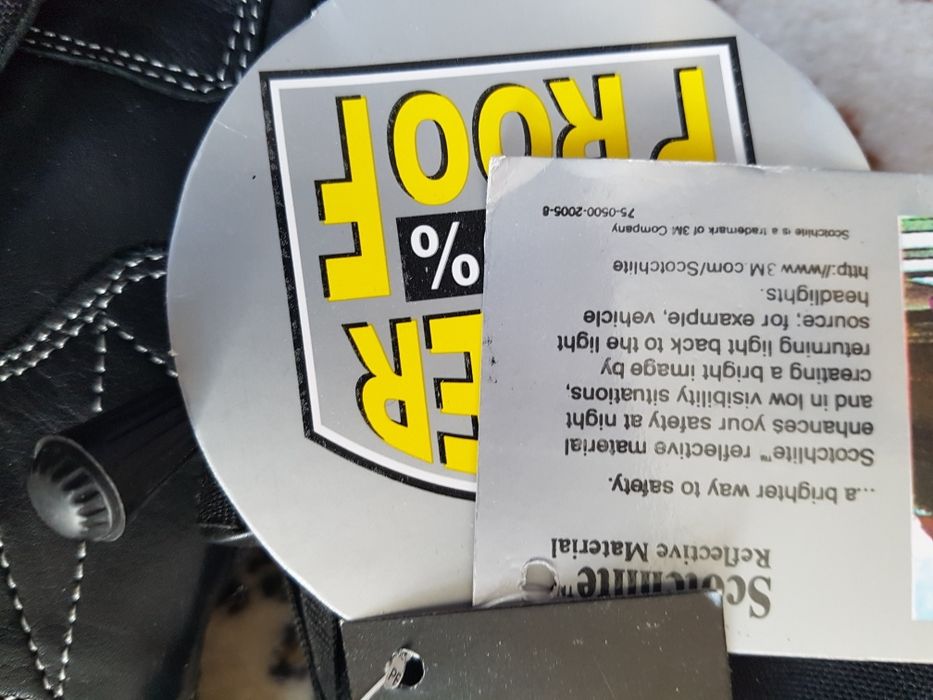 ER
%
PROOF
Scotchlite™
Reflective Material
...a brighter way to safety.
Scotchlite™ reflective material
enhances your safety at night
and in low visibility situations,
creating a bright image by
returning light back to the light
source; for example, vehicle
headlights.
http://www.3M.com/Scotchlite
Scotchlite is a trademark of 3M Company
75-0500-2005-8